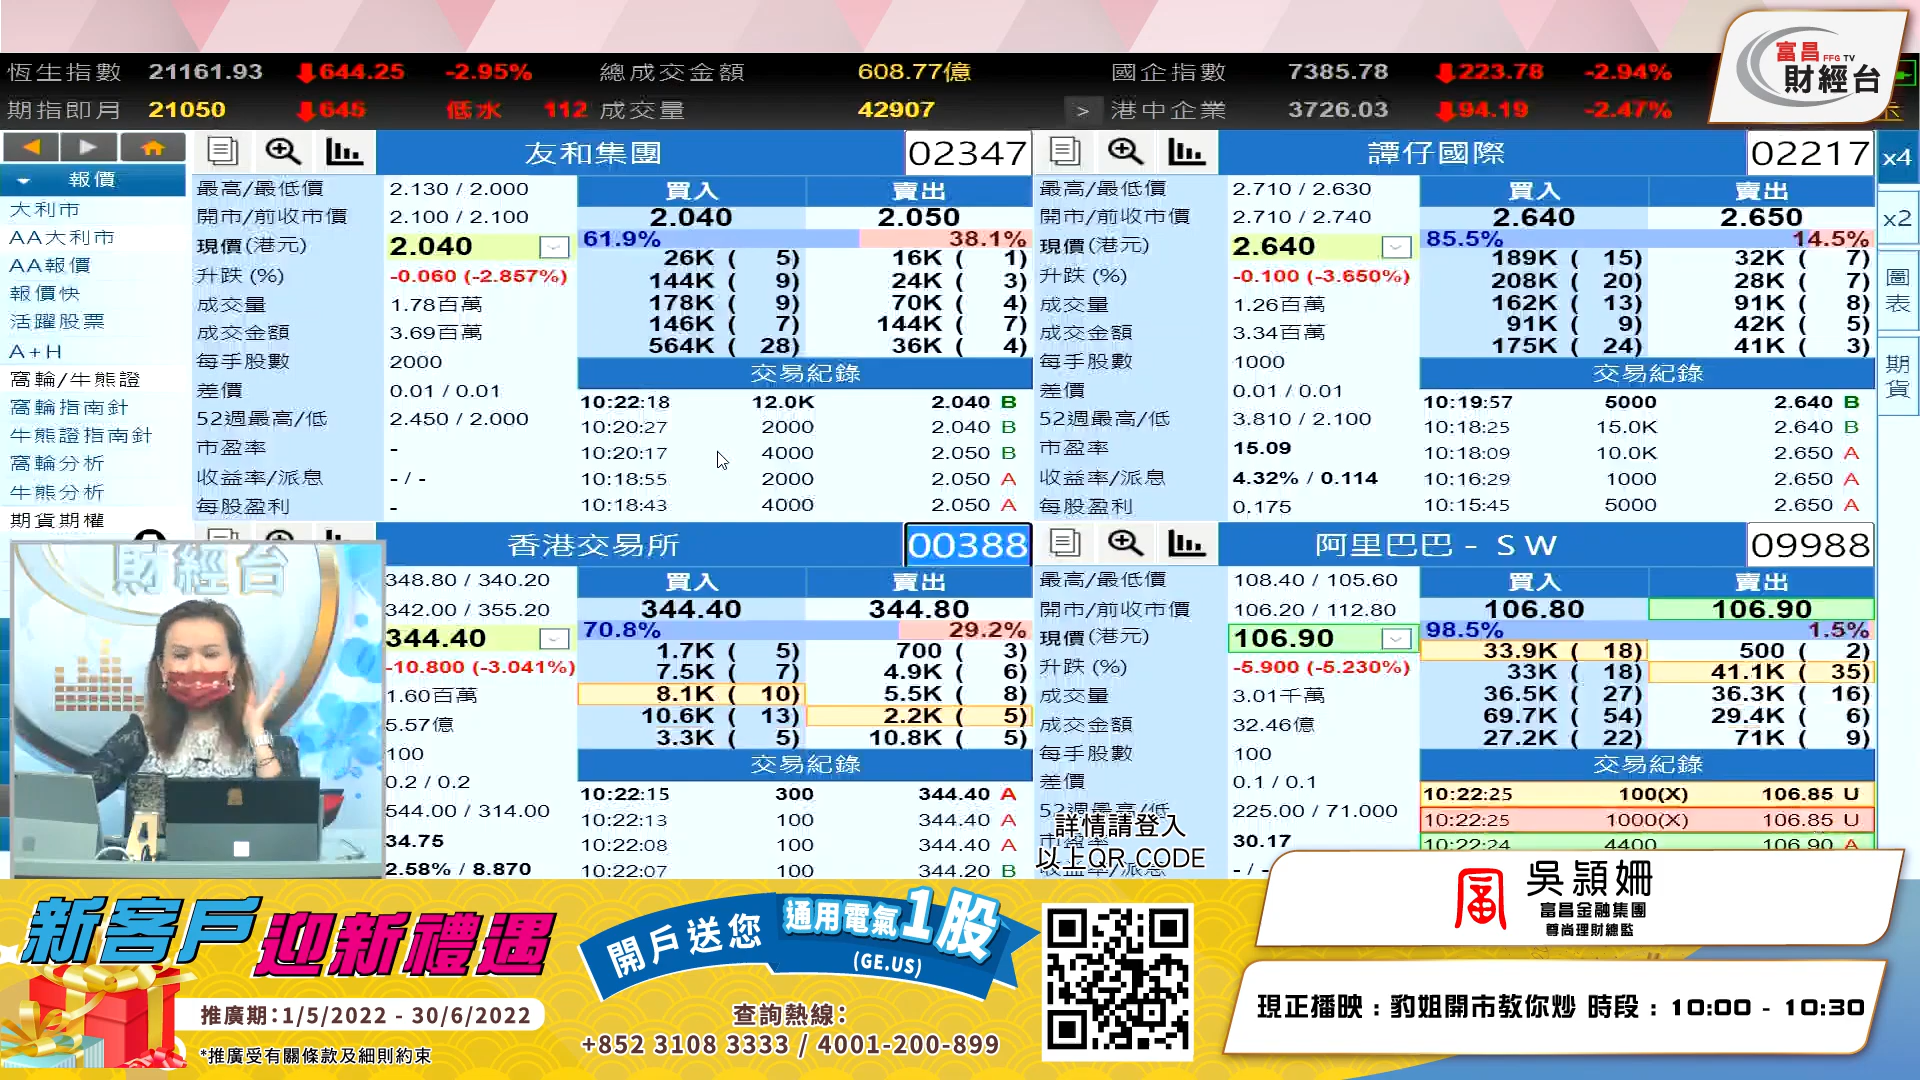 恆生指數 21161.93 644.25 -2.95% 總成交金額 608.77億 國企指數 7385.78 223.78 -2.94%
期指即月 21050 645 低水 112 成交量 42907 > 港中企業 3726.03 94.19 -2.47% 示
富昌 FFG TV
財經台
報價
大利市
AA大利市
AA報價
報價快
活躍股票
A+H
窩輪/牛熊證
窩輪指南針
牛熊證指南針
窩輪分析
牛熊分析
期貨期權
友和集團 02347
最高/最低價 2.130 / 2.000
開市/前收市價 2.100 / 2.100
現價(港元) 2.040
升跌 (%) -0.060 (-2.857%)
成交量 1.78百萬
成交金額 3.69百萬
每手股數 2000
差價 0.01 / 0.01
52週最高/低 2.450 / 2.000
市盈率 -
收益率/派息 - / -
每股盈利 -
買入 賣出
2.040 2.050
61.9% 38.1%
26K ( 5) 16K ( 1)
144K ( 9) 24K ( 3)
178K ( 9) 70K ( 4)
146K ( 7) 144K ( 7)
564K ( 28) 36K ( 4)
交易紀錄
10:22:18 12.0K 2.040 B
10:20:27 2000 2.040 B
10:20:17 4000 2.050 B
10:18:55 2000 2.050 A
10:18:43 4000 2.050 A
譚仔國際 02217
最高/最低價 2.710 / 2.630
開市/前收市價 2.710 / 2.740
現價(港元) 2.640
升跌 (%) -0.100 (-3.650%)
成交量 1.26百萬
成交金額 3.34百萬
每手股數 1000
差價 0.01 / 0.01
52週最高/低 3.810 / 2.100
市盈率 15.09
收益率/派息 4.32% / 0.114
每股盈利 0.175
買入 賣出
2.640 2.650
85.5% 14.5%
189K ( 15) 32K ( 7)
208K ( 20) 28K ( 7)
162K ( 13) 91K ( 8)
91K ( 9) 42K ( 5)
175K ( 24) 41K ( 3)
交易紀錄
10:19:57 5000 2.640 B
10:18:25 15.0K 2.640 B
10:18:09 10.0K 2.650 A
10:16:29 1000 2.650 A
10:15:45 5000 2.650 A
x4
x2
圖表
期貨
香港交易所 00388
348.80 / 340.20
342.00 / 355.20
344.40
-10.800 (-3.041%)
1.60百萬
5.57億
100
0.2 / 0.2
544.00 / 314.00
34.75
2.58% / 8.870
買入 賣出
344.40 344.80
70.8% 29.2%
1.7K ( 5) 700 ( 3)
7.5K ( 7) 4.9K ( 6)
8.1K ( 10) 5.5K ( 8)
10.6K ( 13) 2.2K ( 5)
3.3K ( 5) 10.8K ( 5)
交易紀錄
10:22:15 300 344.40 A
10:22:13 100 344.40 A
10:22:08 100 344.40 A
10:22:07 100 344.20 B
阿里巴巴-SW 09988
最高/最低價 108.40 / 105.60
開市/前收市價 106.20 / 112.80
現價(港元) 106.90
升跌 (%) -5.900 (-5.230%)
成交量 3.01千萬
成交金額 32.46億
每手股數 100
差價 0.1 / 0.1
52週最高/低 225.00 / 71.000
市盈率 30.17
收益率/派息 - / -
買入 賣出
106.80 106.90
98.5% 1.5%
33.9K ( 18) 500 ( 2)
33K ( 18) 41.1K ( 35)
36.5K ( 27) 36.3K ( 16)
69.7K ( 54) 29.4K ( 6)
27.2K ( 22) 71K ( 9)
交易紀錄
10:22:25 100(X) 106.85 U
10:22:25 1000(X) 106.85 U
10:22:24 4400 106.90 A
財經台
詳情請登入
以上QR CODE
新客戶迎新禮遇
推廣期:1/5/2022 - 30/6/2022
*推廣受有關條款及細則約束
開戶送您 通用電氣1股
(GE.US)
查詢熱線:
+852 3108 3333 / 4001-200-899
吳穎姍
富昌金融集團
尊尚理財總監
現正播映:豹姐開市教你炒 時段:10:00 - 10:30